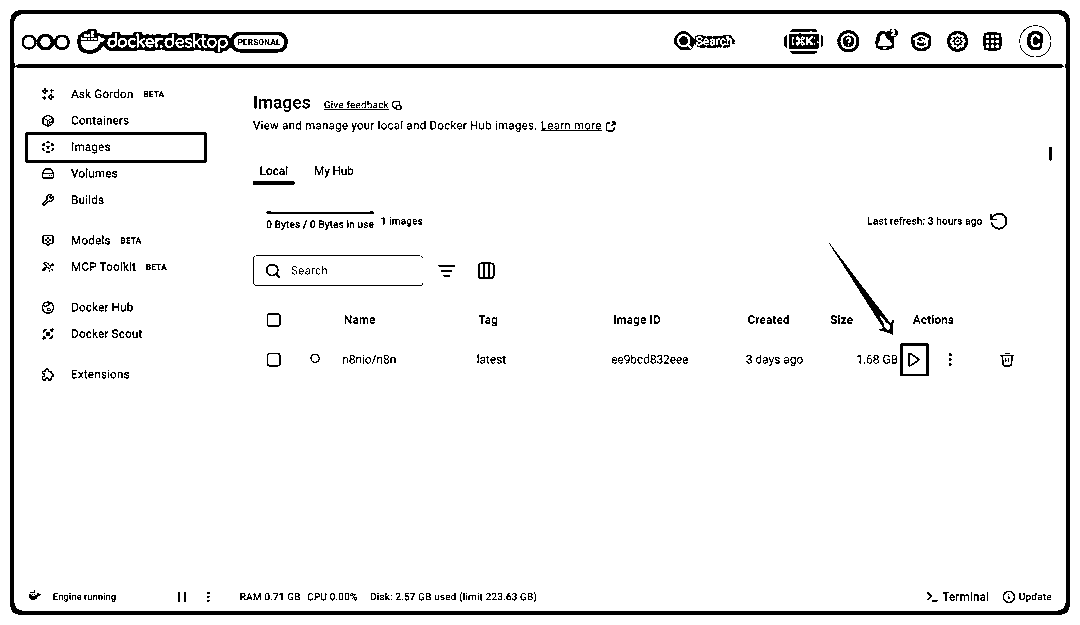 docker.desktop PERSONAL
Search
⌘K
C
Ask Gordon BETA
Containers
Images
Volumes
Builds
Models BETA
MCP Toolkit BETA
Docker Hub
Docker Scout
Extensions
Images Give feedback
View and manage your local and Docker Hub images. Learn more
Local My Hub
0 Bytes / 0 Bytes in use 1 images
Last refresh: 3 hours ago
Search
Name Tag Image ID Created Size Actions
n8nio/n8n latest ee9bcd832eee 3 days ago 1.68 GB
Engine running RAM 0.71 GB CPU 0.00% Disk: 2.57 GB used (limit 223.63 GB) Terminal Update